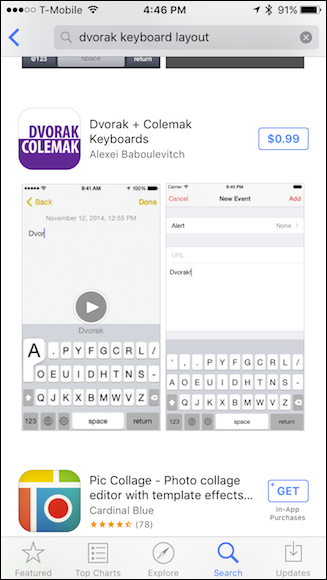 T-Mobile 4:46 PM 91%
dvorak keyboard layout
@123 space return
DVORAK
COLEMAK
Dvorak + Colemak
Keyboards
Alexei Baboulevitch
$0.99
8:41 AM 100%
Back Done
November 12, 2014, 12:55 PM
Dvor
Dvorak
A . P Y F G C R L /
A O E U I D H T N S -
Q J K X B M W V Z
123 space return
Carrier 8:40 PM
Cancel New Event Add
Alert None >
URL
Dvorak!
' , . P Y F G C R L /
A O E U I D H T N S -
Q J K X B M W V Z
123 space return
Pic Collage - Photo collage
editor with template effects...
Cardinal Blue
(78)
+ GET
In-App
Purchases
Featured Top Charts Explore Search Updates